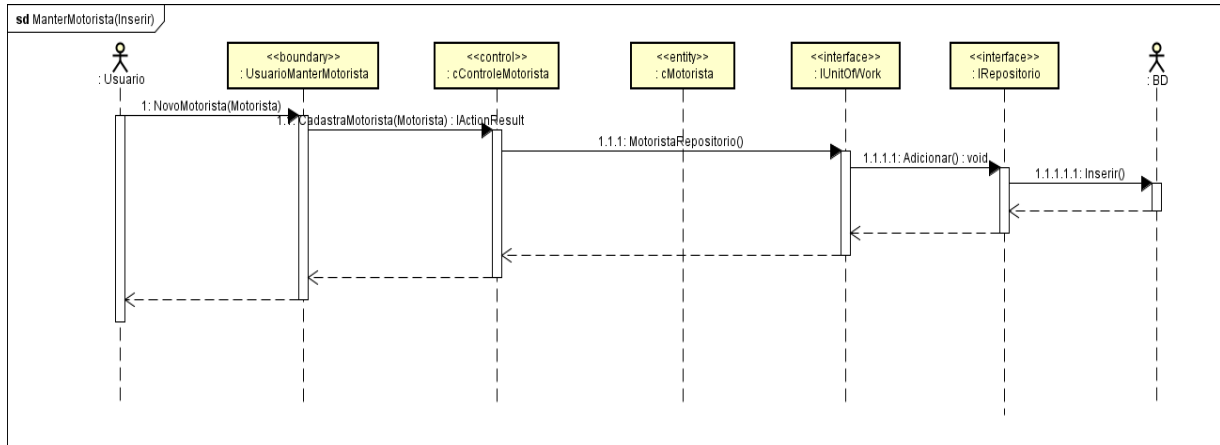 sd ManterMotorista(Inserir)
: Usuario
<<boundary>>
: UsuarioManterMotorista
<<control>>
: cControleMotorista
<<entity>>
: cMotorista
<<interface>>
: IUnitOfWork
<<interface>>
: IRepositorio
: BD
1: NovoMotorista(Motorista)
1.1: CadastraMotorista(Motorista) : IActionResult
1.1.1: MotoristaRepositorio()
1.1.1.1: Adicionar() : void
1.1.1.1.1: Inserir()